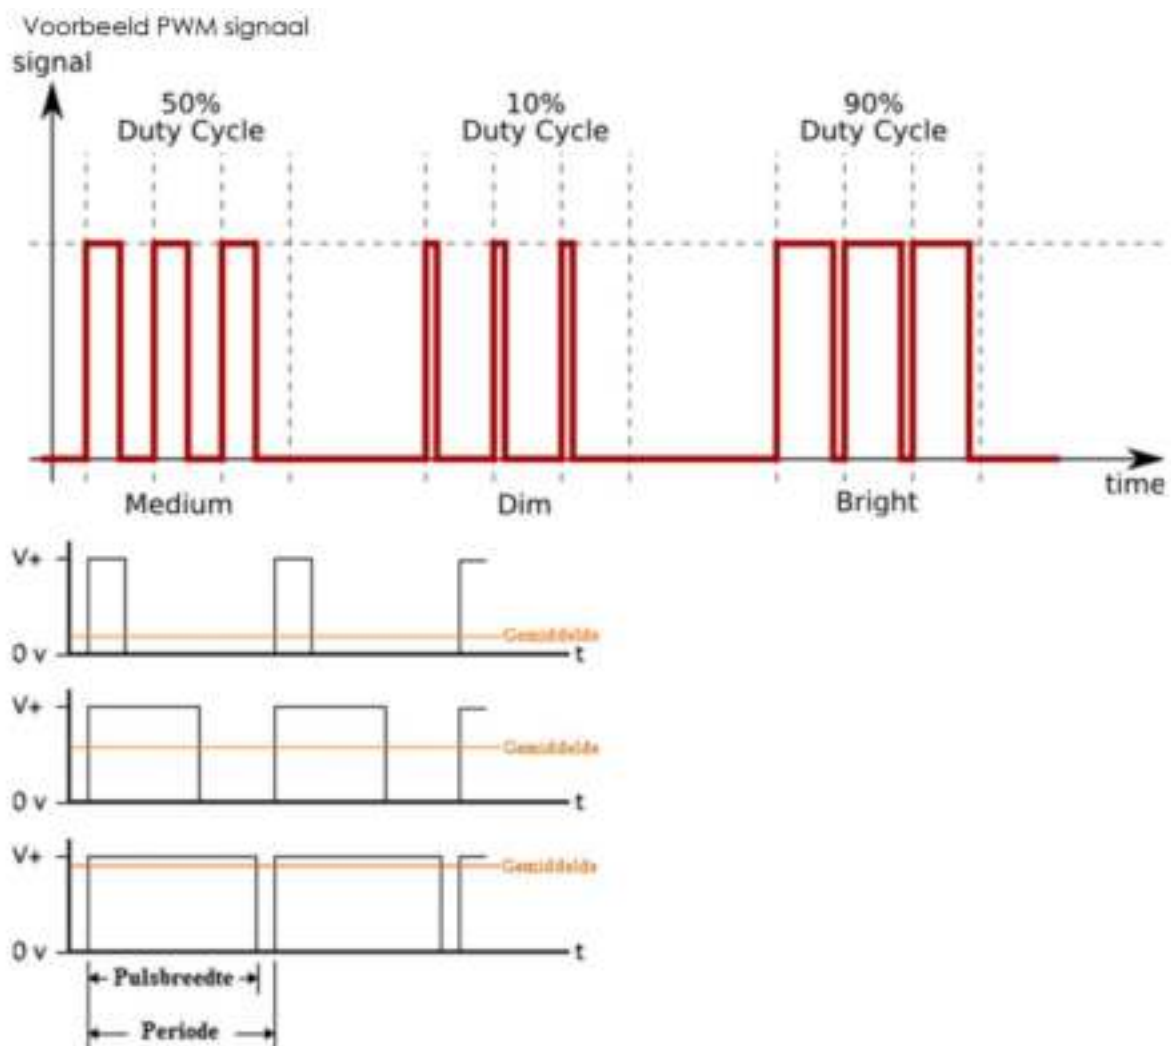 Voorbeeld PWM signaal
signal
50%
Duty Cycle
10%
Duty Cycle
90%
Duty Cycle
time
Medium
Dim
Bright
V+
Gemiddelde
0 v
t
V+
Gemiddelde
0 v
t
V+
Gemiddelde
0 v
t
Pulsbreedte
Periode